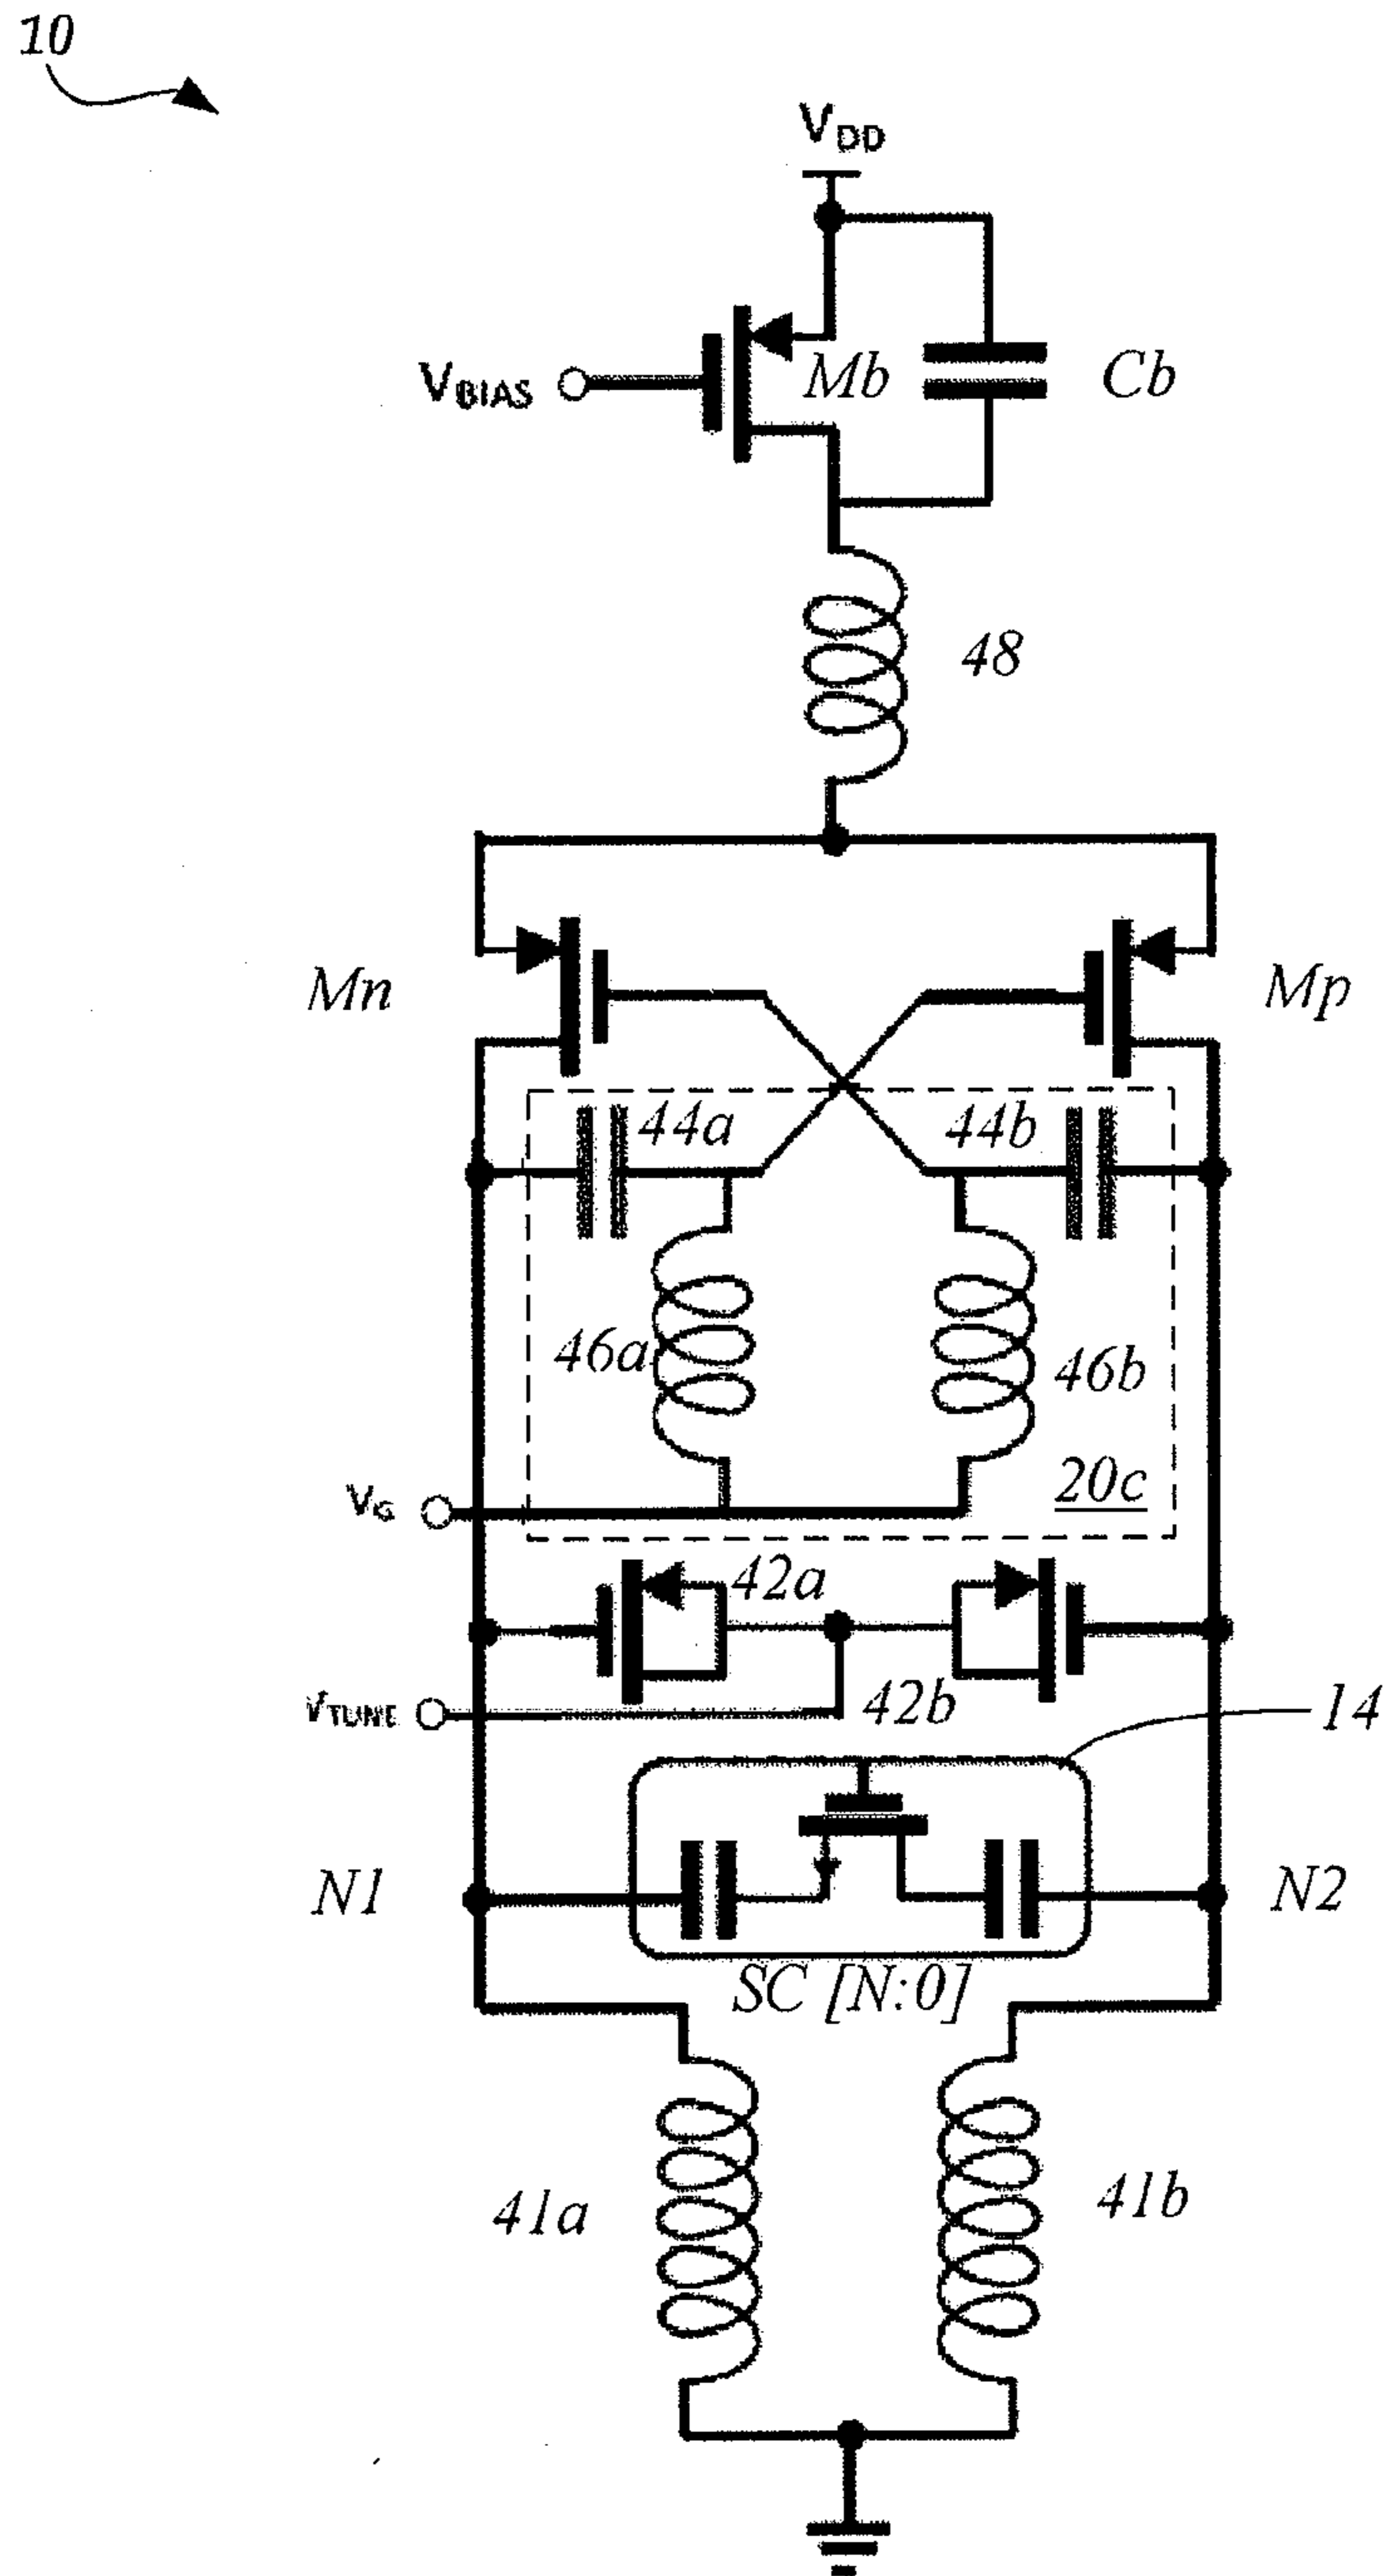 10
VDD
VBIAS
Mb
Cb
48
Mn
Mp
44a
44b
46a
46b
VG
20c
42a
VTUNE
42b
14
N1
N2
SC [N:0]
41a
41b